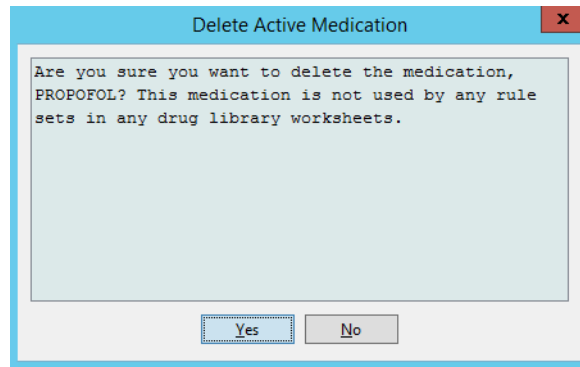 Delete Active Medication
x
Are you sure you want to delete the medication,
PROPOFOL? This medication is not used by any rule
sets in any drug library worksheets.
Yes No